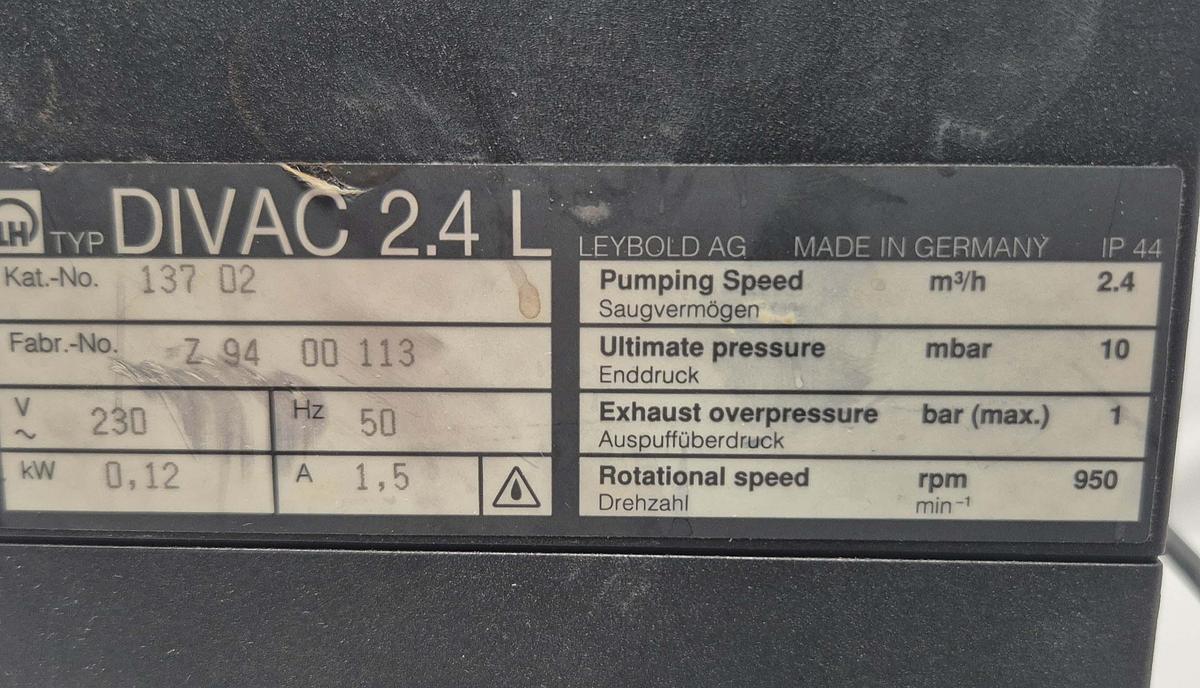 LH TYP DIVAC 2.4 L
LEYBOLD AG MADE IN GERMANY IP 44
Kat.-No. 137 02
Fabr.-No. Z 94 00 113
V ~ 230 Hz 50
kW 0,12 A 1,5
Pumping Speed m³/h 2.4
Saugvermögen
Ultimate pressure mbar 10
Enddruck
Exhaust overpressure bar (max.) 1
Auspuffüberdruck
Rotational speed rpm 950
Drehzahl min⁻¹